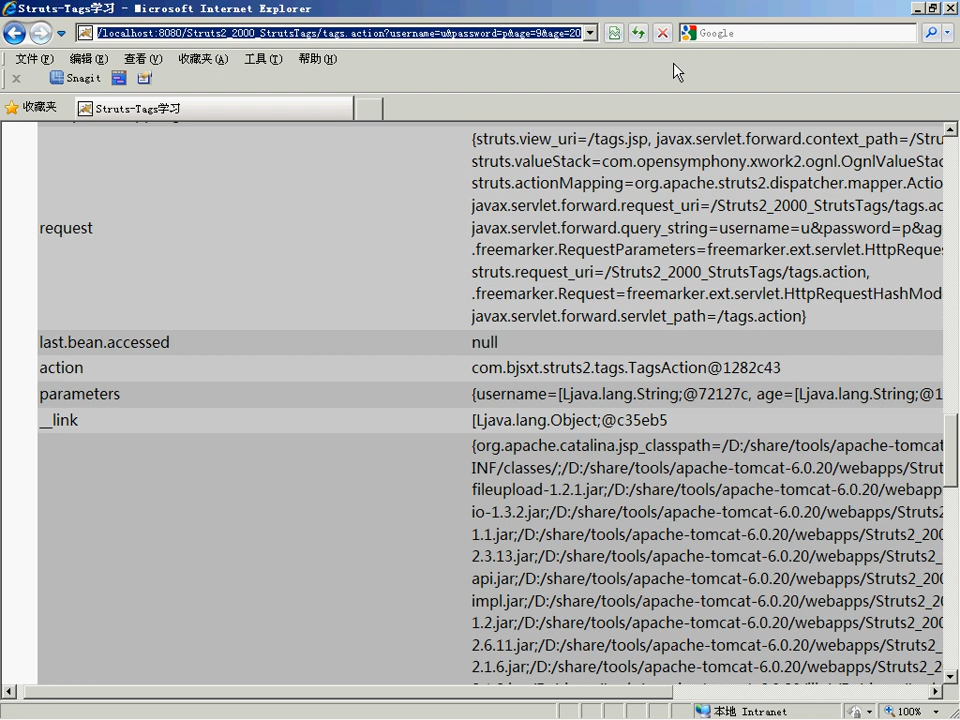 Struts-Tags学习 - Microsoft Internet Explorer
/localhost:8080/Struts2_2000_StrutsTags/tags.action?username=u&password=p&age=9&age=20
Google
文件(F) 编辑(E) 查看(V) 收藏夹(A) 工具(T) 帮助(H)
x Snagit
收藏夹 Struts-Tags学习
{struts.view_uri=/tags.jsp, javax.servlet.forward.context_path=/Stru
struts.valueStack=com.opensymphony.xwork2.ognl.OgnlValueStac
struts.actionMapping=org.apache.struts2.dispatcher.mapper.Actio
javax.servlet.forward.request_uri=/Struts2_2000_StrutsTags/tags.ac
request
javax.servlet.forward.query_string=username=u&password=p&ag
.freemarker.RequestParameters=freemarker.ext.servlet.HttpReques
struts.request_uri=/Struts2_2000_StrutsTags/tags.action,
.freemarker.Request=freemarker.ext.servlet.HttpRequestHashMod
javax.servlet.forward.servlet_path=/tags.action}
last.bean.accessed null
action com.bjsxt.struts2.tags.TagsAction@1282c43
parameters {username=[Ljava.lang.String;@72127c, age=[Ljava.lang.String;@1
__link [Ljava.lang.Object;@c35eb5
{org.apache.catalina.jsp_classpath=/D:/share/tools/apache-tomcat
INF/classes/;/D:/share/tools/apache-tomcat-6.0.20/webapps/Strut
fileupload-1.2.1.jar;/D:/share/tools/apache-tomcat-6.0.20/webapp
io-1.3.2.jar;/D:/share/tools/apache-tomcat-6.0.20/webapps/Struts2
1.1.jar;/D:/share/tools/apache-tomcat-6.0.20/webapps/Struts2_200
2.3.13.jar;/D:/share/tools/apache-tomcat-6.0.20/webapps/Struts2_
api.jar;/D:/share/tools/apache-tomcat-6.0.20/webapps/Struts2_200
impl.jar;/D:/share/tools/apache-tomcat-6.0.20/webapps/Struts2_20
1.2.jar;/D:/share/tools/apache-tomcat-6.0.20/webapps/Struts2_200
2.6.11.jar;/D:/share/tools/apache-tomcat-6.0.20/webapps/Struts2_
2.1.6.jar;/D:/share/tools/apache-tomcat-6.0.20/webapps/Struts2_2
本地 Intranet 100%